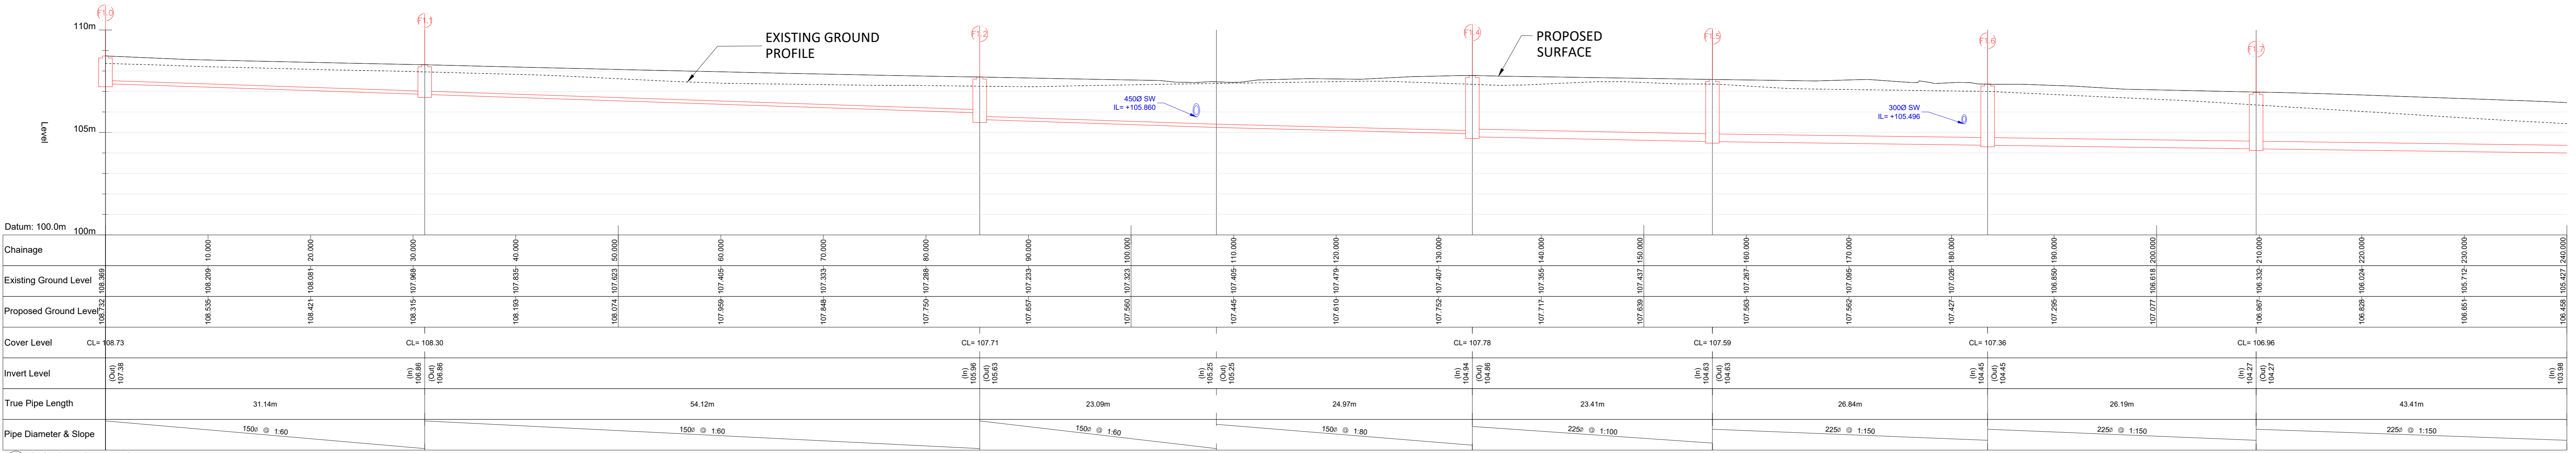 F1.0
F1.1
F1.2
F1.4
F1.5
F1.6
F1.7
110m
EXISTING GROUND
PROFILE
PROPOSED
SURFACE
450Ø SW
IL= +105.860
300Ø SW
IL= +105.496
Level
105m
Datum: 100.0m 100m
Chainage 10.000 20.000 30.000 40.000 50.000 60.000 70.000 80.000 90.000 100.000 110.000 120.000 130.000 140.000 150.000 160.000 170.000 180.000 190.000 200.000 210.000 220.000 230.000 240.000
Existing Ground Level 108.369 108.209 108.081 107.968 107.835 107.623 107.405 107.333 107.288 107.233 107.323 107.405 107.479 107.407 107.355 107.437 107.267 107.095 107.026 106.850 106.618 106.332 106.024 105.712 105.427
Proposed Ground Level 108.732 108.535 108.421 108.315 108.193 108.074 107.959 107.848 107.750 107.657 107.560 107.445 107.610 107.752 107.717 107.639 107.563 107.562 107.427 107.295 107.077 106.967 106.828 106.651 106.458
Cover Level CL= 108.73 CL= 108.30 CL= 107.71 CL= 107.78 CL= 107.59 CL= 107.36 CL= 106.96
Invert Level (Out) 107.38 (In) 106.86 (Out) 106.86 (In) 105.96 (Out) 105.63 (In) 105.25 (Out) 105.25 (In) 104.94 (Out) 104.86 (In) 104.63 (Out) 104.63 (In) 104.45 (Out) 104.45 (In) 104.27 (Out) 104.27 (In) 103.98
True Pipe Length 31.14m 54.12m 23.09m 24.97m 23.41m 26.84m 26.19m 43.41m
Pipe Diameter & Slope 150ø @ 1:60 150ø @ 1:60 150ø @ 1:60 150ø @ 1:80 225ø @ 1:100 225ø @ 1:150 225ø @ 1:150 225ø @ 1:150